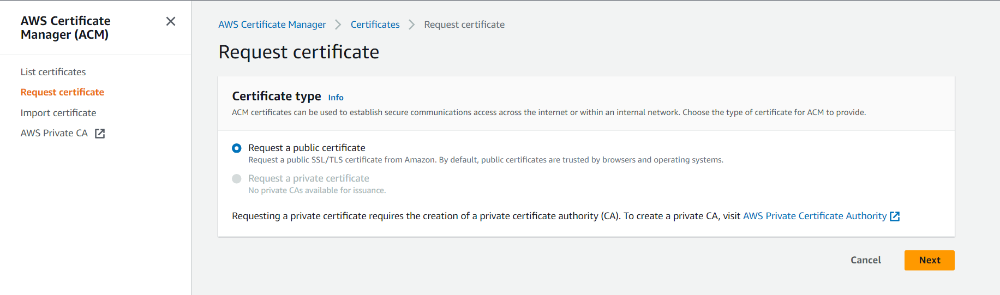 AWS Certificate
Manager (ACM)
List certificates
Request certificate
Import certificate
AWS Private CA
AWS Certificate Manager > Certificates > Request certificate
Request certificate
Certificate type Info
ACM certificates can be used to establish secure communications access across the internet or within an internal network. Choose the type of certificate for ACM to provide.
Request a public certificate
Request a public SSL/TLS certificate from Amazon. By default, public certificates are trusted by browsers and operating systems.
Request a private certificate
No private CAs available for issuance.
Requesting a private certificate requires the creation of a private certificate authority (CA). To create a private CA, visit AWS Private Certificate Authority
Cancel Next